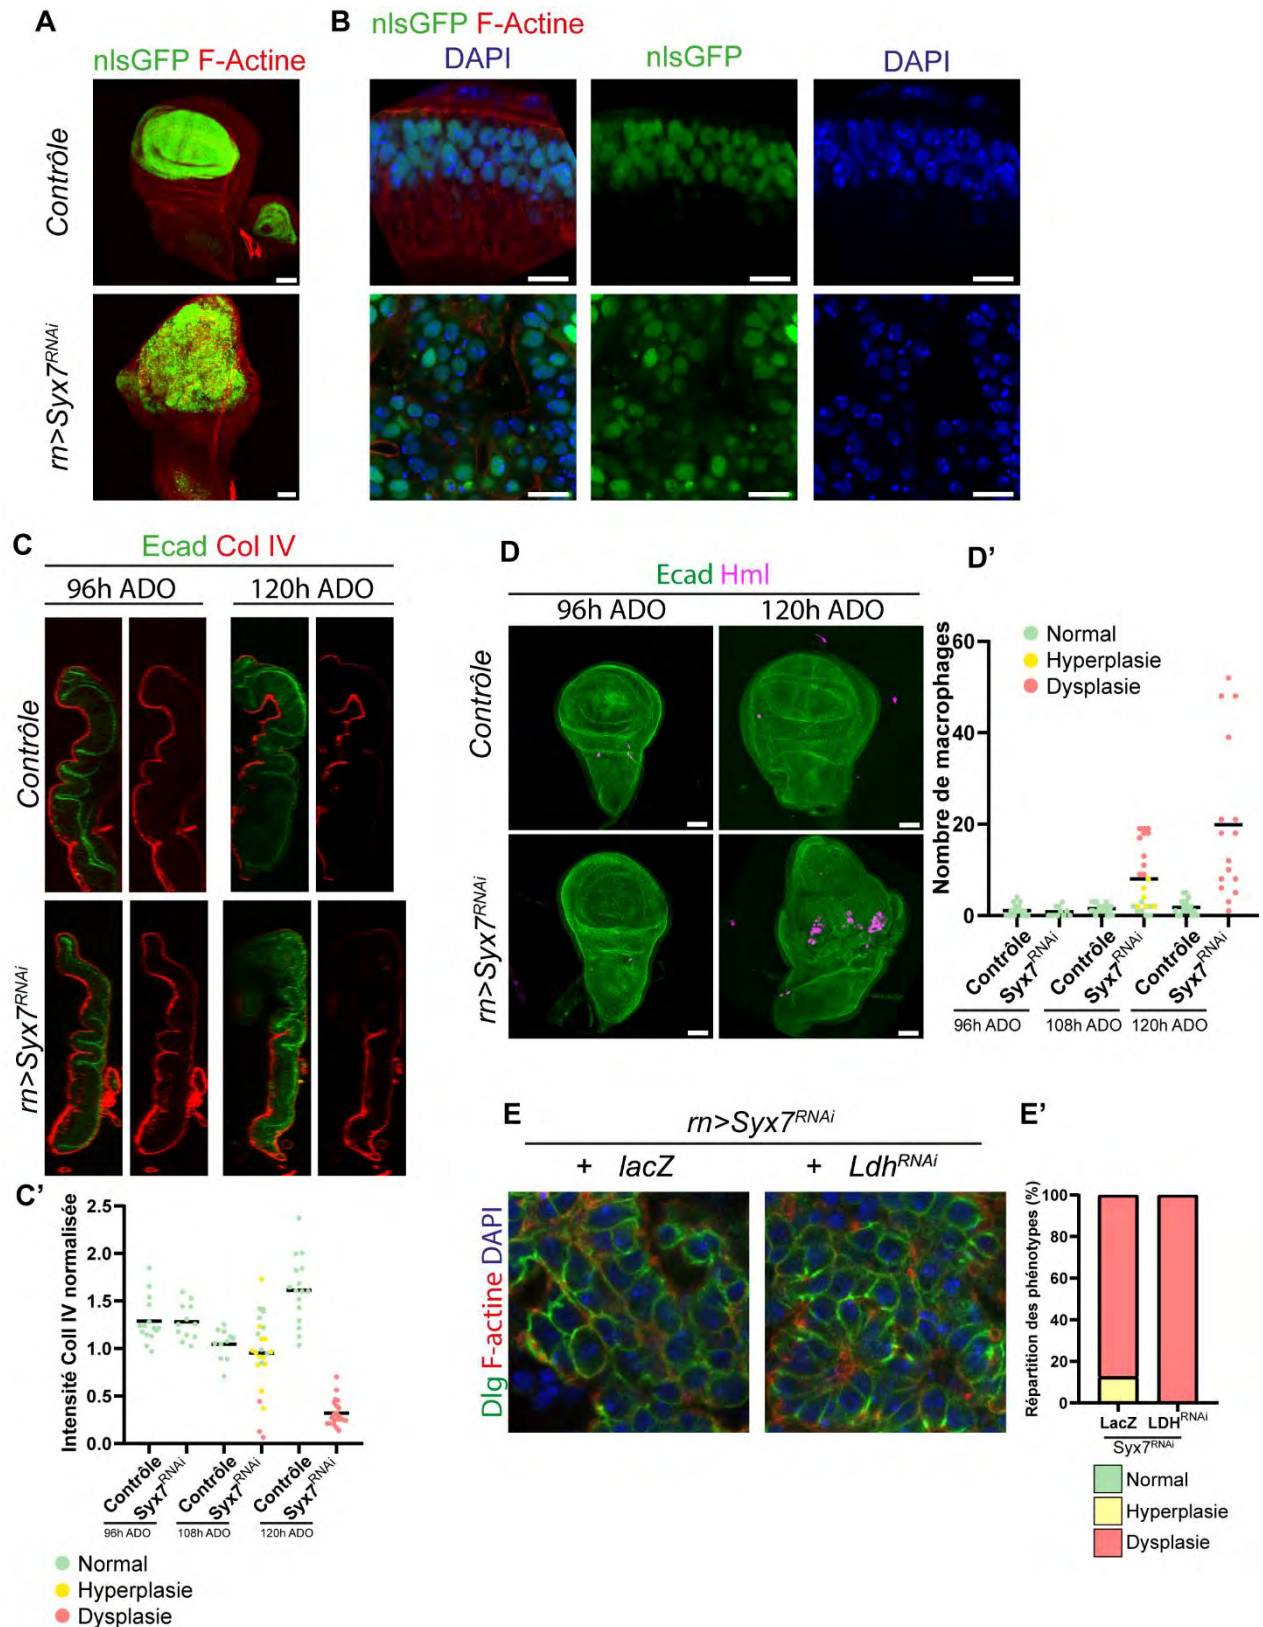 A
nlsGFP F-Actine
Contrôle
rn>Syx7RNAi
B
nlsGFP F-Actine
DAPI
nlsGFP
DAPI
C
Ecad Col IV
96h ADO
120h ADO
Contrôle
rn>Syx7RNAi
C'
Intensité Coll IV normalisée
2.5
2.0
1.5
1.0
0.5
0.0
Contrôle
Syx7RNAi
Contrôle
Syx7RNAi
Contrôle
Syx7RNAi
96h ADO
108h ADO
120h ADO
Normal
Hyperplasie
Dysplasie
D
Ecad Hml
96h ADO
120h ADO
Contrôle
rn>Syx7RNAi
D'
Nombre de macrophages
60
40
20
0
Normal
Hyperplasie
Dysplasie
Contrôle
Syx7RNAi
Contrôle
Syx7RNAi
Contrôle
Syx7RNAi
96h ADO
108h ADO
120h ADO
E
rn>Syx7RNAi
+ lacZ
+ LdhRNAi
Dlg F-actine DAPI
E'
Répartition des phénotypes (%)
100
80
60
40
20
0
LacZ
LDHRNAi
Syx7RNAi
Normal
Hyperplasie
Dysplasie